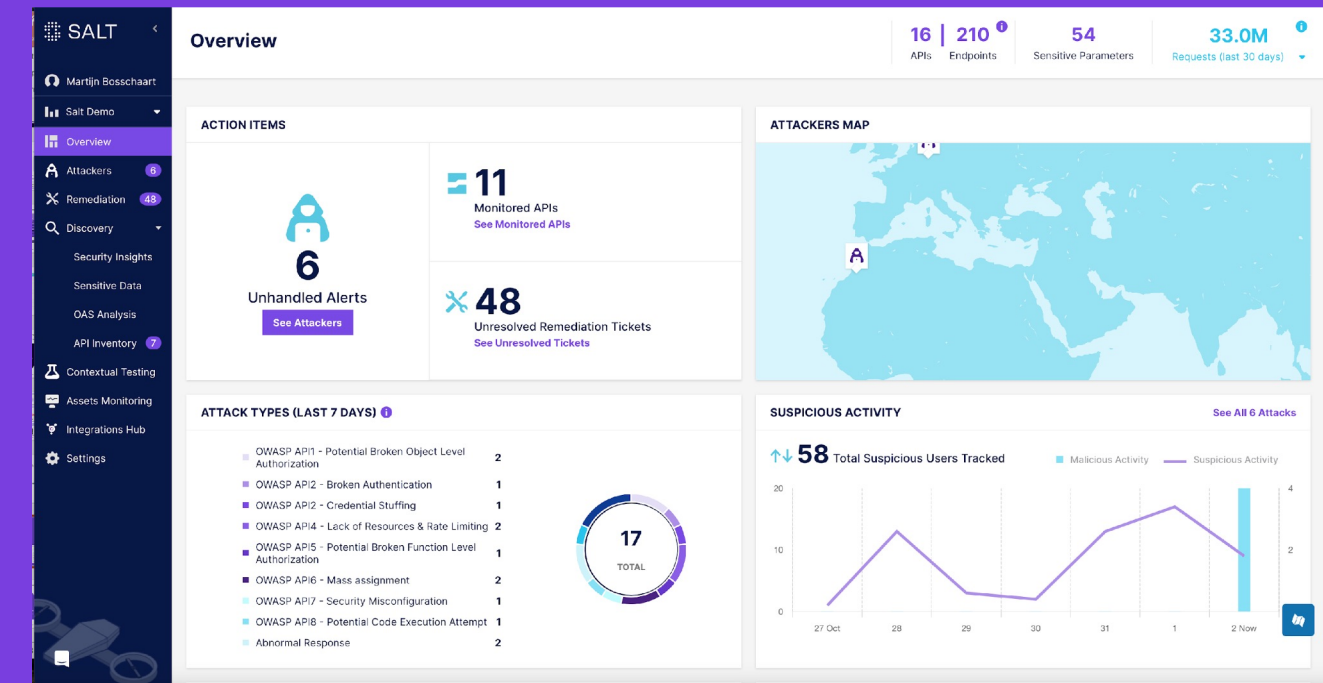 SALT
Martijn Bosschaart
Salt Demo
Overview
Attackers 6
Remediation 48
Discovery
Security Insights
Sensitive Data
OAS Analysis
API Inventory 7
Contextual Testing
Assets Monitoring
Integrations Hub
Settings
Overview
16 210
APIs Endpoints
54
Sensitive Parameters
33.0M
Requests (last 30 days)
ACTION ITEMS
6
Unhandled Alerts
See Attackers
11
Monitored APIs
See Monitored APIs
48
Unresolved Remediation Tickets
See Unresolved Tickets
ATTACKERS MAP
ATTACK TYPES (LAST 7 DAYS)
OWASP API1 - Potential Broken Object Level
Authorization 2
OWASP API2 - Broken Authentication 1
OWASP API2 - Credential Stuffing 1
OWASP API4 - Lack of Resources & Rate Limiting 2
OWASP API5 - Potential Broken Function Level
Authorization 1
OWASP API6 - Mass assignment 2
OWASP API7 - Security Misconfiguration 1
OWASP API8 - Potential Code Execution Attempt 1
Abnormal Response 2
17
TOTAL
SUSPICIOUS ACTIVITY See All 6 Attacks
58 Total Suspicious Users Tracked
Malicious Activity Suspicious Activity
20 4
10 2
0
27 Oct 28 29 30 31 1 2 Now